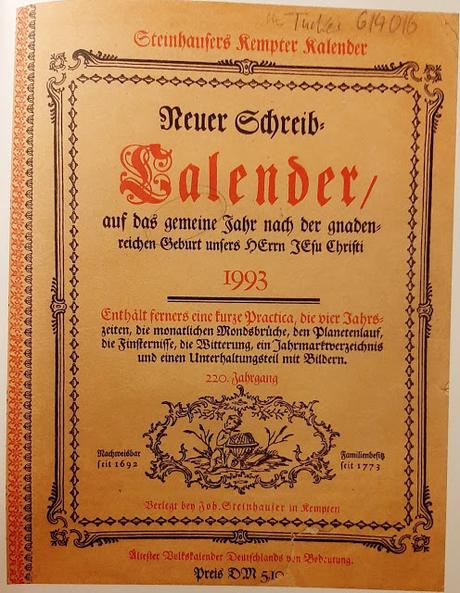 Steinhausers Kempter Kalender
Neuer Schreib-
Calender/
auf das gemeine Jahr nach der gnaden-
reichen Geburt unsers HErrn JEsu Christi
1993
Enthält ferners eine kurze Practica, die vier Jahrs-
zeiten, die monatlichen Mondsbrüche, den Planetenlauf,
die Finsternisse, die Witterung, ein Jahrmarktverzeichnis
und einen Unterhaltungsteil mit Bildern.
220. Jahrgang
Nachweisbar
seit 1692
Familienbesitz
seit 1773
Verlegt bey Joh. Steinhauser in Kempten
Ältester Volkskalender Deutschlands von Bedeutung.
Preis DM 5,10